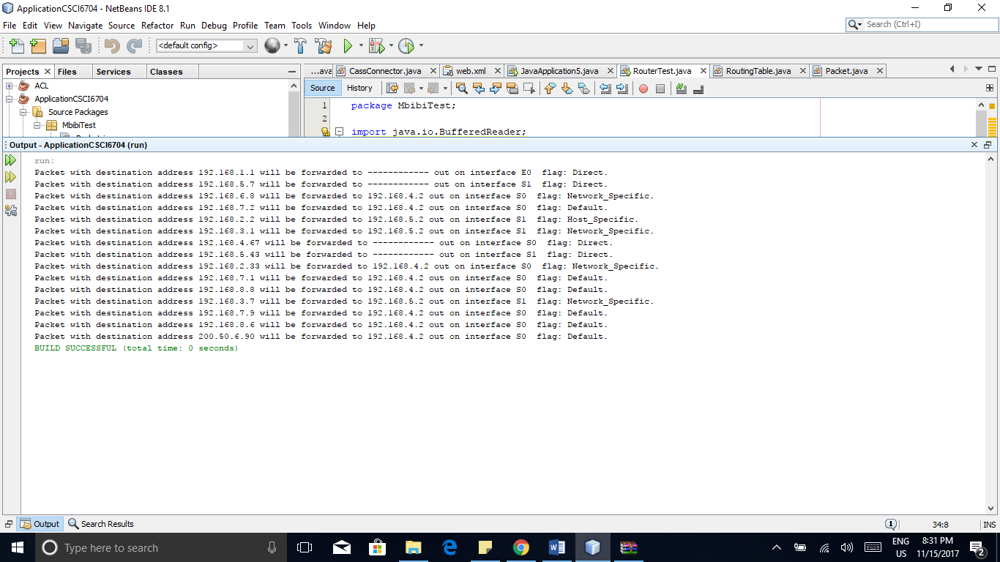 ApplicationCSCI6704 - NetBeans IDE 8.1
File Edit View Navigate Source Refactor Run Debug Profile Team Tools Window Help
Search (Ctrl+I)
<default config>
Projects Files Services Classes
...ava CassConnector.java web.xml JavaApplication5.java RouterTest.java RoutingTable.java Packet.java
ACL
ApplicationCSCI6704
Source Packages
MbibiTest
Source History
1 package MbibiTest;
2
import java.io.BufferedReader;
Output - ApplicationCSCI6704 (run)
run:
Packet with destination address 192.168.1.1 will be forwarded to ------------ out on interface E0  flag: Direct.
Packet with destination address 192.168.5.7 will be forwarded to ------------ out on interface S1  flag: Direct.
Packet with destination address 192.168.6.8 will be forwarded to 192.168.4.2 out on interface S0  flag: Network_Specific.
Packet with destination address 192.168.7.2 will be forwarded to 192.168.4.2 out on interface S0  flag: Default.
Packet with destination address 192.168.2.2 will be forwarded to 192.168.5.2 out on interface S1  flag: Host_Specific.
Packet with destination address 192.168.3.1 will be forwarded to 192.168.5.2 out on interface S1  flag: Network_Specific.
Packet with destination address 192.168.4.67 will be forwarded to ------------ out on interface S0  flag: Direct.
Packet with destination address 192.168.5.43 will be forwarded to ------------ out on interface S1  flag: Direct.
Packet with destination address 192.168.2.33 will be forwarded to 192.168.4.2 out on interface S0  flag: Network_Specific.
Packet with destination address 192.168.7.1 will be forwarded to 192.168.4.2 out on interface S0  flag: Default.
Packet with destination address 192.168.8.8 will be forwarded to 192.168.4.2 out on interface S0  flag: Default.
Packet with destination address 192.168.3.7 will be forwarded to 192.168.5.2 out on interface S1  flag: Network_Specific.
Packet with destination address 192.168.7.9 will be forwarded to 192.168.4.2 out on interface S0  flag: Default.
Packet with destination address 192.168.8.6 will be forwarded to 192.168.4.2 out on interface S0  flag: Default.
Packet with destination address 200.50.6.90 will be forwarded to 192.168.4.2 out on interface S0  flag: Default.
BUILD SUCCESSFUL (total time: 0 seconds)
Output Search Results
1
34:8 INS
Type here to search
ENG
US
8:31 PM
11/15/2017
2